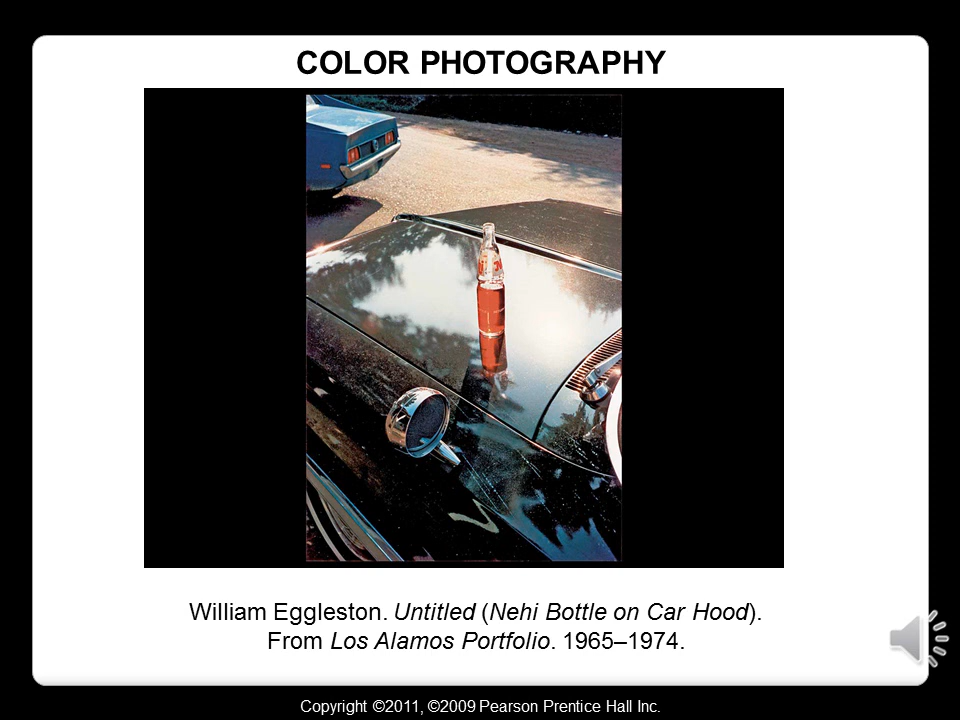 COLOR PHOTOGRAPHY
William Eggleston. Untitled (Nehi Bottle on Car Hood).
From Los Alamos Portfolio. 1965–1974.
Copyright ©2011, ©2009 Pearson Prentice Hall Inc.